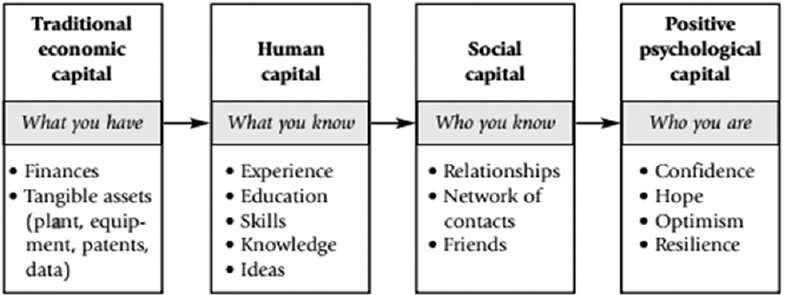 Traditional
economic
capital
What you have
• Finances
• Tangible assets
(plant, equip-
ment, patents,
data)
Human
capital
What you know
• Experience
• Education
• Skills
• Knowledge
• Ideas
Social
capital
Who you know
• Relationships
• Network of
contacts
• Friends
Positive
psychological
capital
Who you are
• Confidence
• Hope
• Optimism
• Resilience